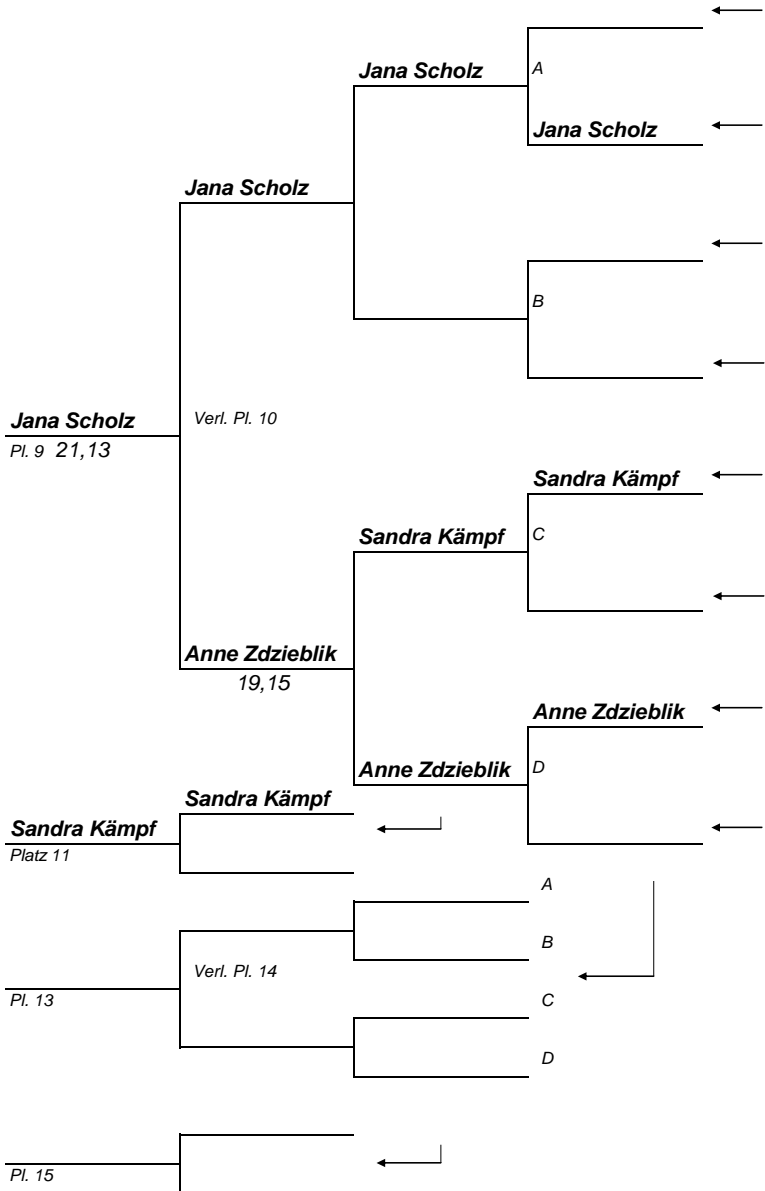 Jana Scholz
A
Jana Scholz
Jana Scholz
B
Jana Scholz
Verl. Pl. 10
Pl. 9 21,13
Sandra Kämpf
Sandra Kämpf
C
Anne Zdzieblik
19,15
Anne Zdzieblik
Anne Zdzieblik
D
Sandra Kämpf
Sandra Kämpf
Platz 11
A
B
Verl. Pl. 14
Pl. 13
C
D
Pl. 15